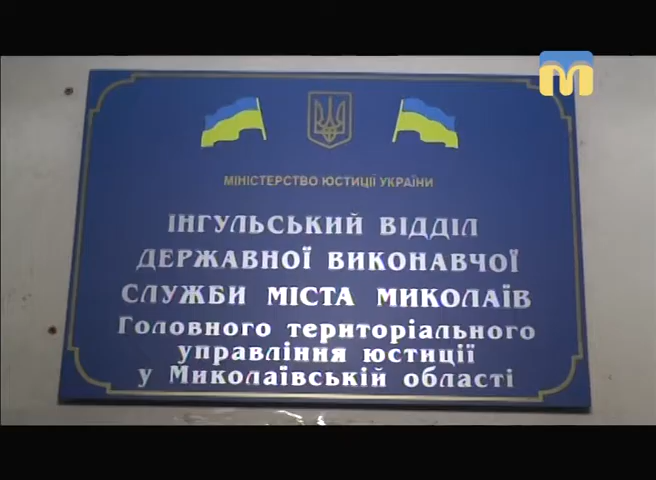 МІНІСТЕРСТВО ЮСТИЦІЇ УКРАЇНИ
ІНГУЛЬСЬКИЙ ВІДДІЛ
ДЕРЖАВНОЇ ВИКОНАВЧОЇ
СЛУЖБИ МІСТА МИКОЛАЇВ
Головного територіального
управління юстиції
у Миколаївській області